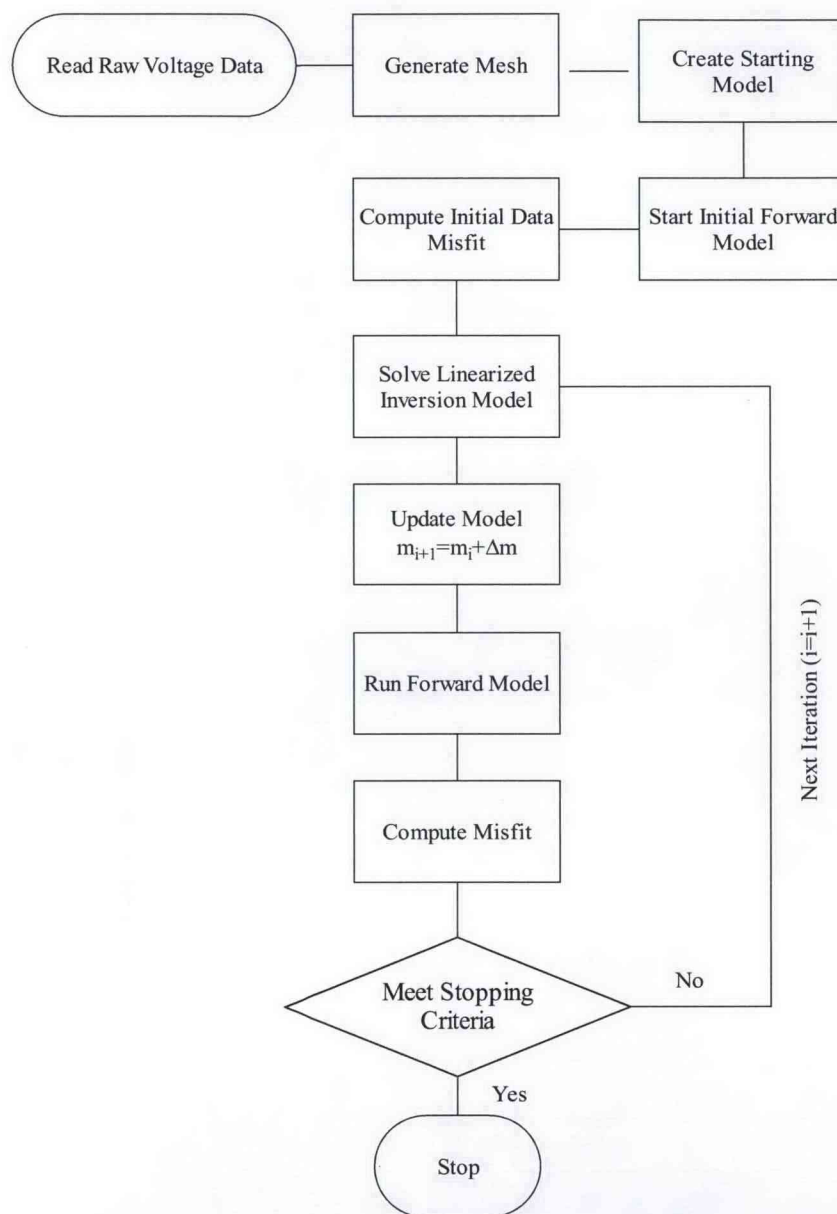 Read Raw Voltage Data
Generate Mesh
Create Starting
Model
Compute Initial Data
Misfit
Start Initial Forward
Model
Solve Linearized
Inversion Model
Update Model
mᵢ₊₁=mᵢ+Δm
Run Forward Model
Next Iteration (i=i+1)
Compute Misfit
Meet Stopping
Criteria
No
Yes
Stop